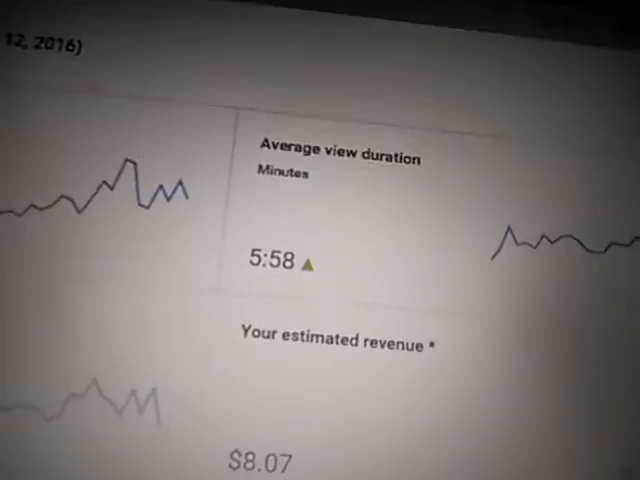 12, 2016)
Average view duration
Minutes
5:58
Your estimated revenue *
$8.07